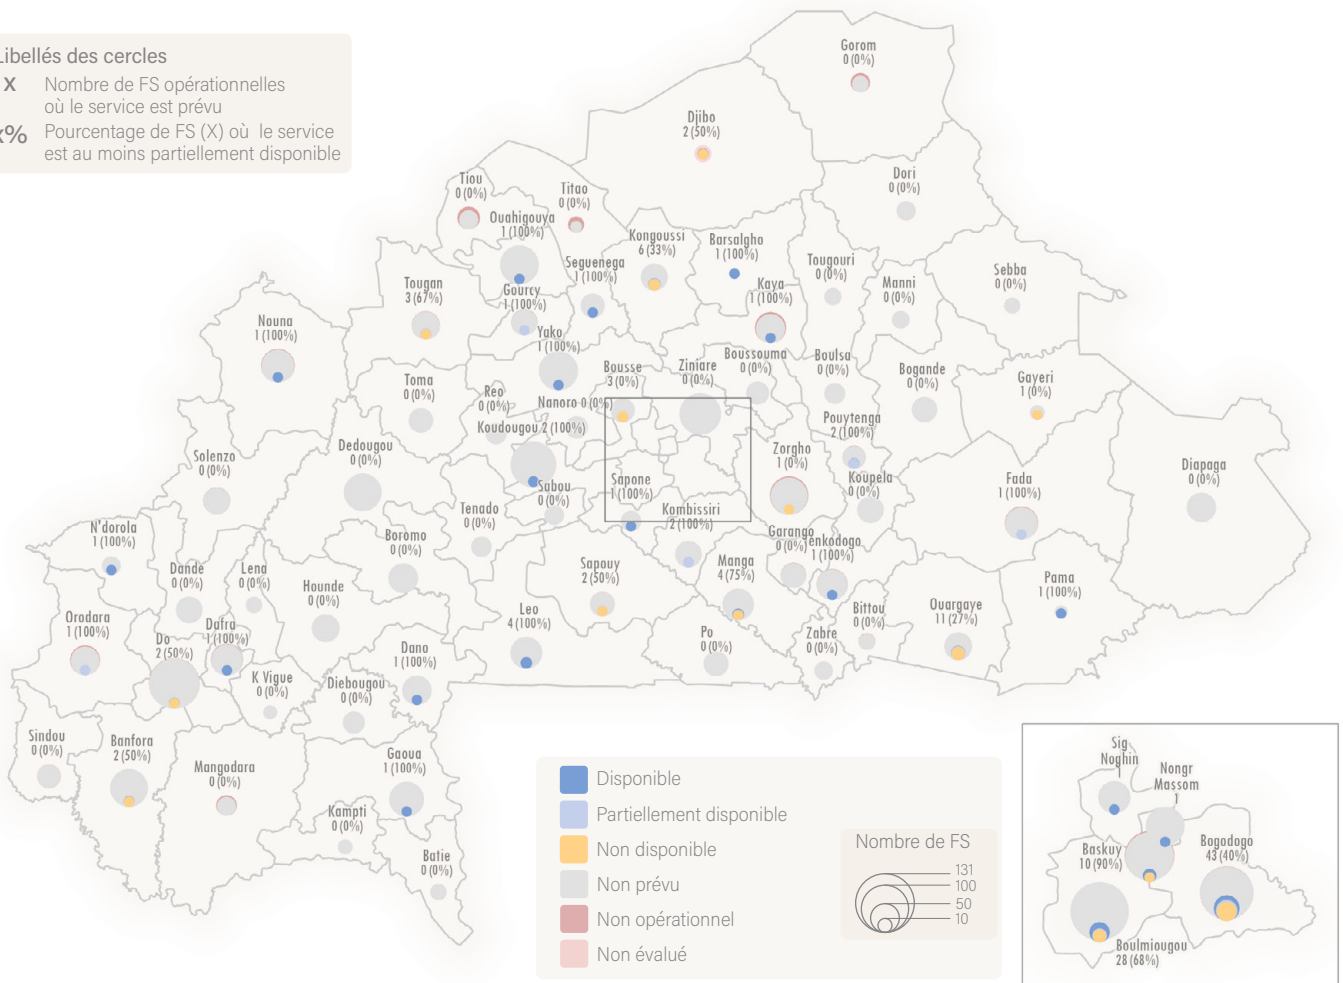 Libellés des cercles
X Nombre de FS opérationnelles
où le service est prévu
x% Pourcentage de FS (X) où le service
est au moins partiellement disponible
Gorom
0 (0%)
Djibo
2 (50%)
Dori
0 (0%)
Tiou
0 (0%)
Titao
0 (0%)
Ouahigouya
1 (100%)
Kongoussi
6 (33%)
Barsalgho
1 (100%)
Seguenega
1 (100%)
Tougouri
0 (0%)
Sebba
0 (0%)
Tougan
3 (67%)
Gourcy
1 (100%)
Kaya
1 (100%)
Manni
0 (0%)
Nouna
1 (100%)
Yako
1 (100%)
Bousse
3 (0%)
Ziniare
0 (0%)
Boussouma
0 (0%)
Boulsa
0 (0%)
Bogande
0 (0%)
Gayeri
1 (0%)
Toma
0 (0%)
Reo
0 (0%)
Nanoro 0 (0%)
Koudougou 2 (100%)
Pouytenga
2 (100%)
Solenzo
0 (0%)
Dedougou
0 (0%)
Zorgho
1 (0%)
Diapaga
0 (0%)
Sabou
0 (0%)
Sapone
1 (100%)
Koupela
0 (0%)
Fada
1 (100%)
Tenado
0 (0%)
Kombissiri
2 (100%)
N'dorola
1 (100%)
Boromo
0 (0%)
Garango
0 (0%)
Tenkodogo
1 (100%)
Dande
0 (0%)
Lena
0 (0%)
Hounde
0 (0%)
Sapouy
2 (50%)
Manga
4 (75%)
Pama
1 (100%)
Orodara
1 (100%)
Do
2 (50%)
Dafra
1 (100%)
Leo
4 (100%)
Bittou
0 (0%)
Ouargaye
11 (27%)
Dano
1 (100%)
Po
0 (0%)
Zabre
0 (0%)
K Vigue
0 (0%)
Diebougou
0 (0%)
Sindou
0 (0%)
Banfora
2 (50%)
Mangodara
0 (0%)
Gaoua
1 (100%)
Kampti
0 (0%)
Batie
0 (0%)
Disponible
Partiellement disponible
Non disponible
Non prévu
Non opérationnel
Non évalué
Nombre de FS
131
100
50
10
Sig
Noghin
1
Nongr
Massom
1
Baskuy
10 (90%)
Bogodogo
43 (40%)
Boulmiougou
28 (68%)